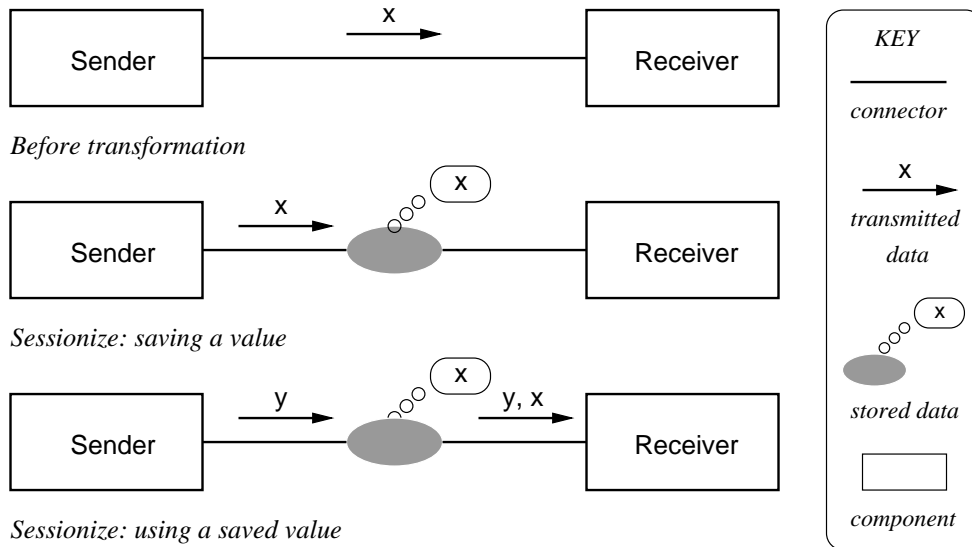 x
Sender
Receiver
Before transformation
x
x
Sender
Receiver
Sessionize: saving a value
x
y
y, x
Sender
Receiver
Sessionize: using a saved value
KEY
connector
x
transmitted
data
x
stored data
component